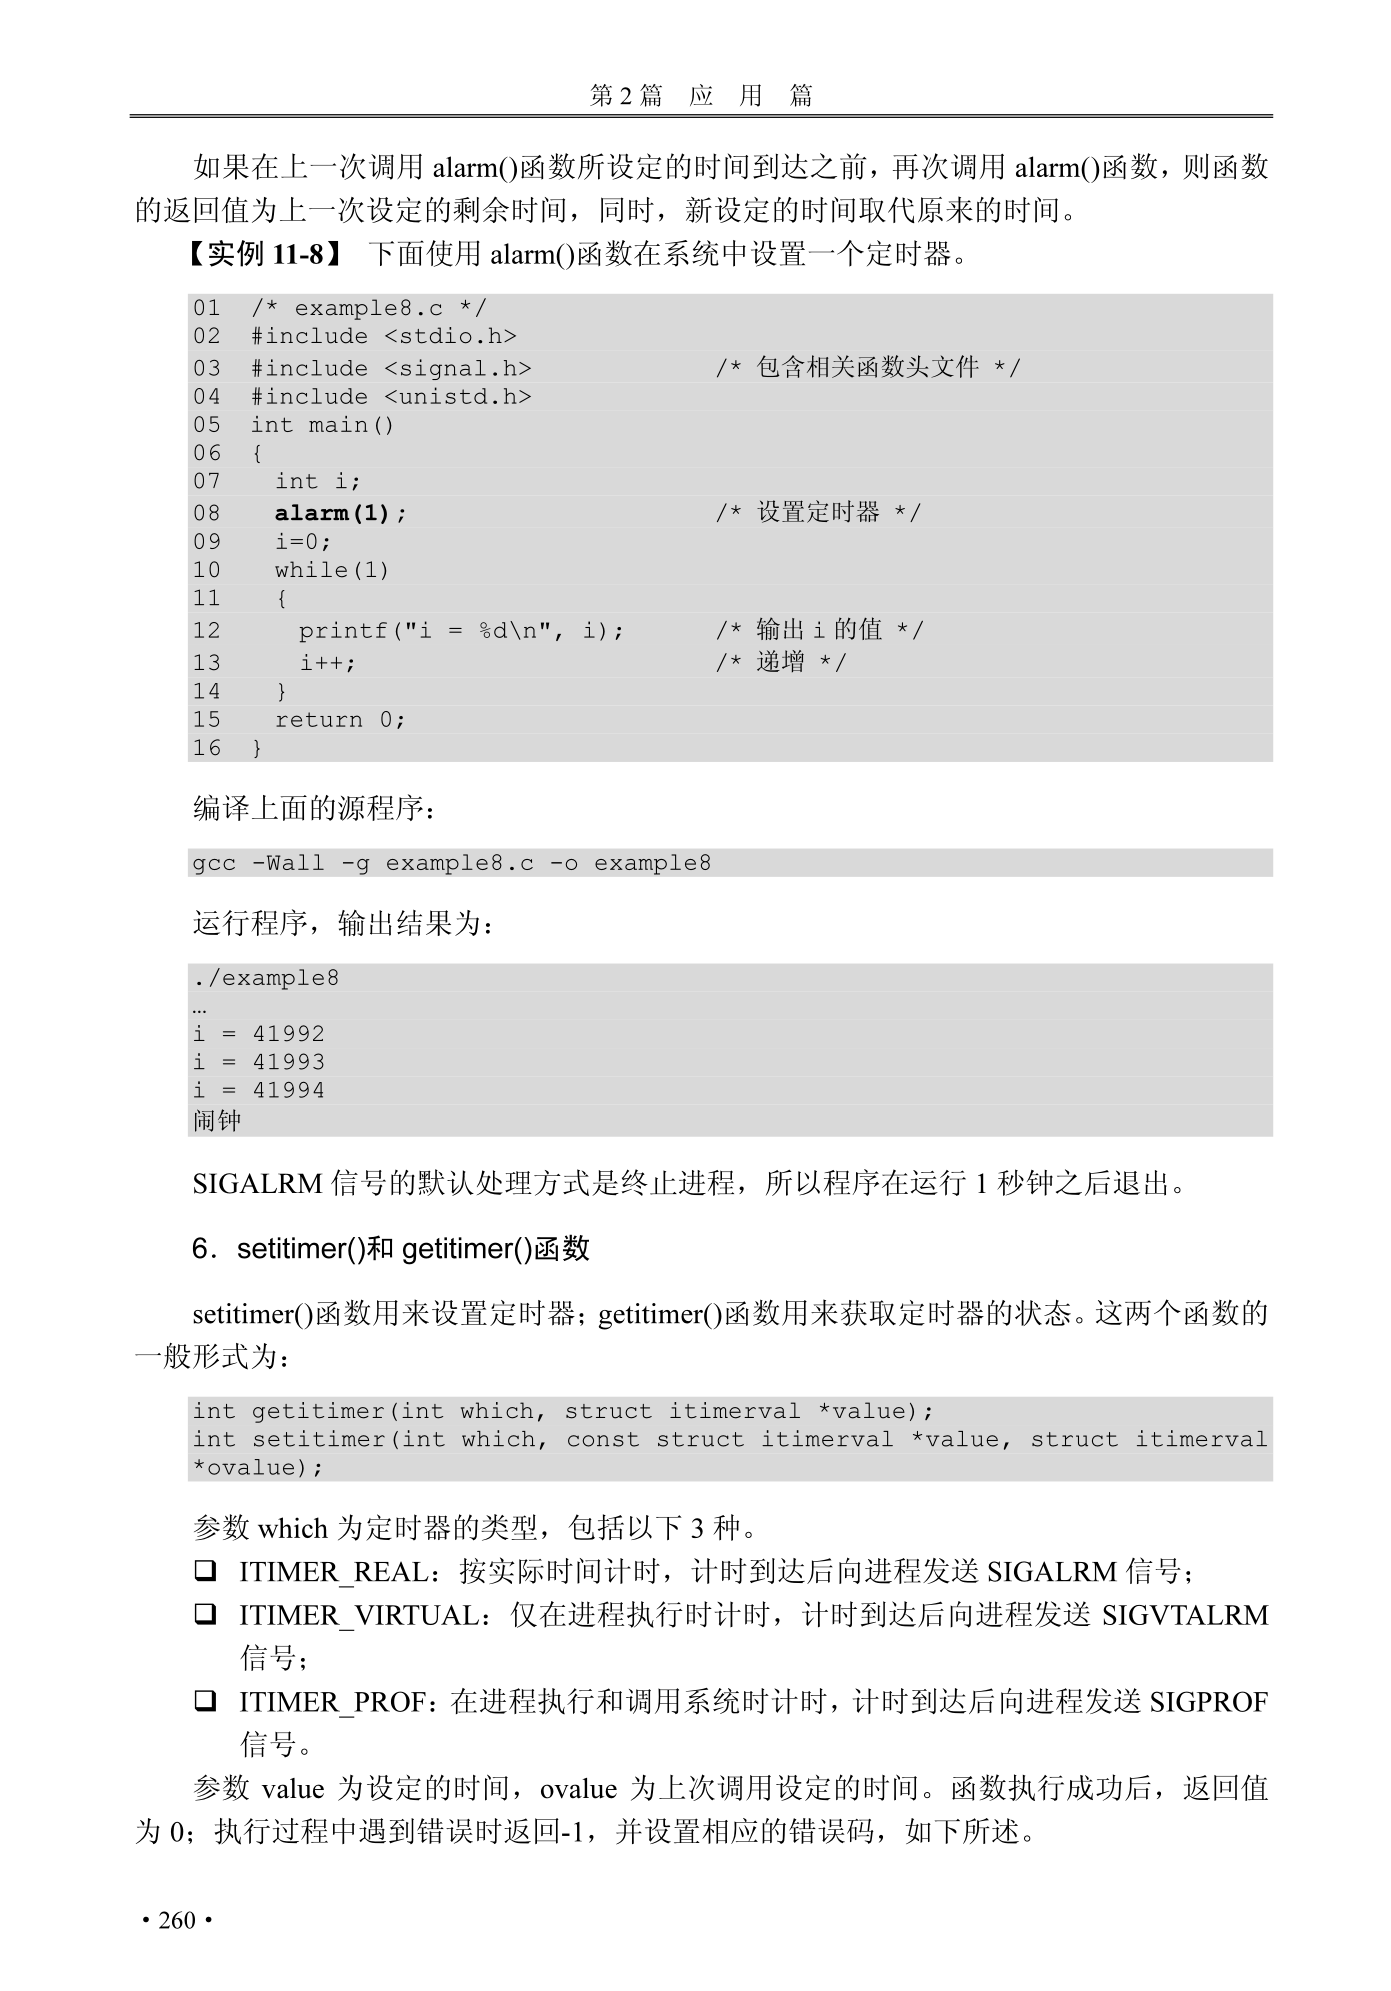 第 2 篇 应 用 篇
如果在上一次调用 alarm()函数所设定的时间到达之前，再次调用 alarm()函数，则函数
的返回值为上一次设定的剩余时间，同时，新设定的时间取代原来的时间。
【实例 11-8】 下面使用 alarm()函数在系统中设置一个定时器。
01 /* example8.c */
02 #include <stdio.h>
03 #include <signal.h> /* 包含相关函数头文件 */
04 #include <unistd.h>
05 int main()
06 {
07 int i;
08 alarm(1); /* 设置定时器 */
09 i=0;
10 while(1)
11 {
12 printf("i = %d\n", i); /* 输出 i 的值 */
13 i++; /* 递增 */
14 }
15 return 0;
16 }
编译上面的源程序：
gcc -Wall -g example8.c -o example8
运行程序，输出结果为：
./example8
…
i = 41992
i = 41993
i = 41994
闹钟
SIGALRM 信号的默认处理方式是终止进程，所以程序在运行 1 秒钟之后退出。
6．setitimer()和 getitimer()函数
setitimer()函数用来设置定时器；getitimer()函数用来获取定时器的状态。这两个函数的
一般形式为：
int getitimer(int which, struct itimerval *value);
int setitimer(int which, const struct itimerval *value, struct itimerval
*ovalue);
参数 which 为定时器的类型，包括以下 3 种。
❑ ITIMER_REAL：按实际时间计时，计时到达后向进程发送 SIGALRM 信号；
❑ ITIMER_VIRTUAL：仅在进程执行时计时，计时到达后向进程发送 SIGVTALRM
信号；
❑ ITIMER_PROF：在进程执行和调用系统时计时，计时到达后向进程发送 SIGPROF
信号。
参数 value 为设定的时间，ovalue 为上次调用设定的时间。函数执行成功后，返回值
为 0；执行过程中遇到错误时返回-1，并设置相应的错误码，如下所述。
·260·